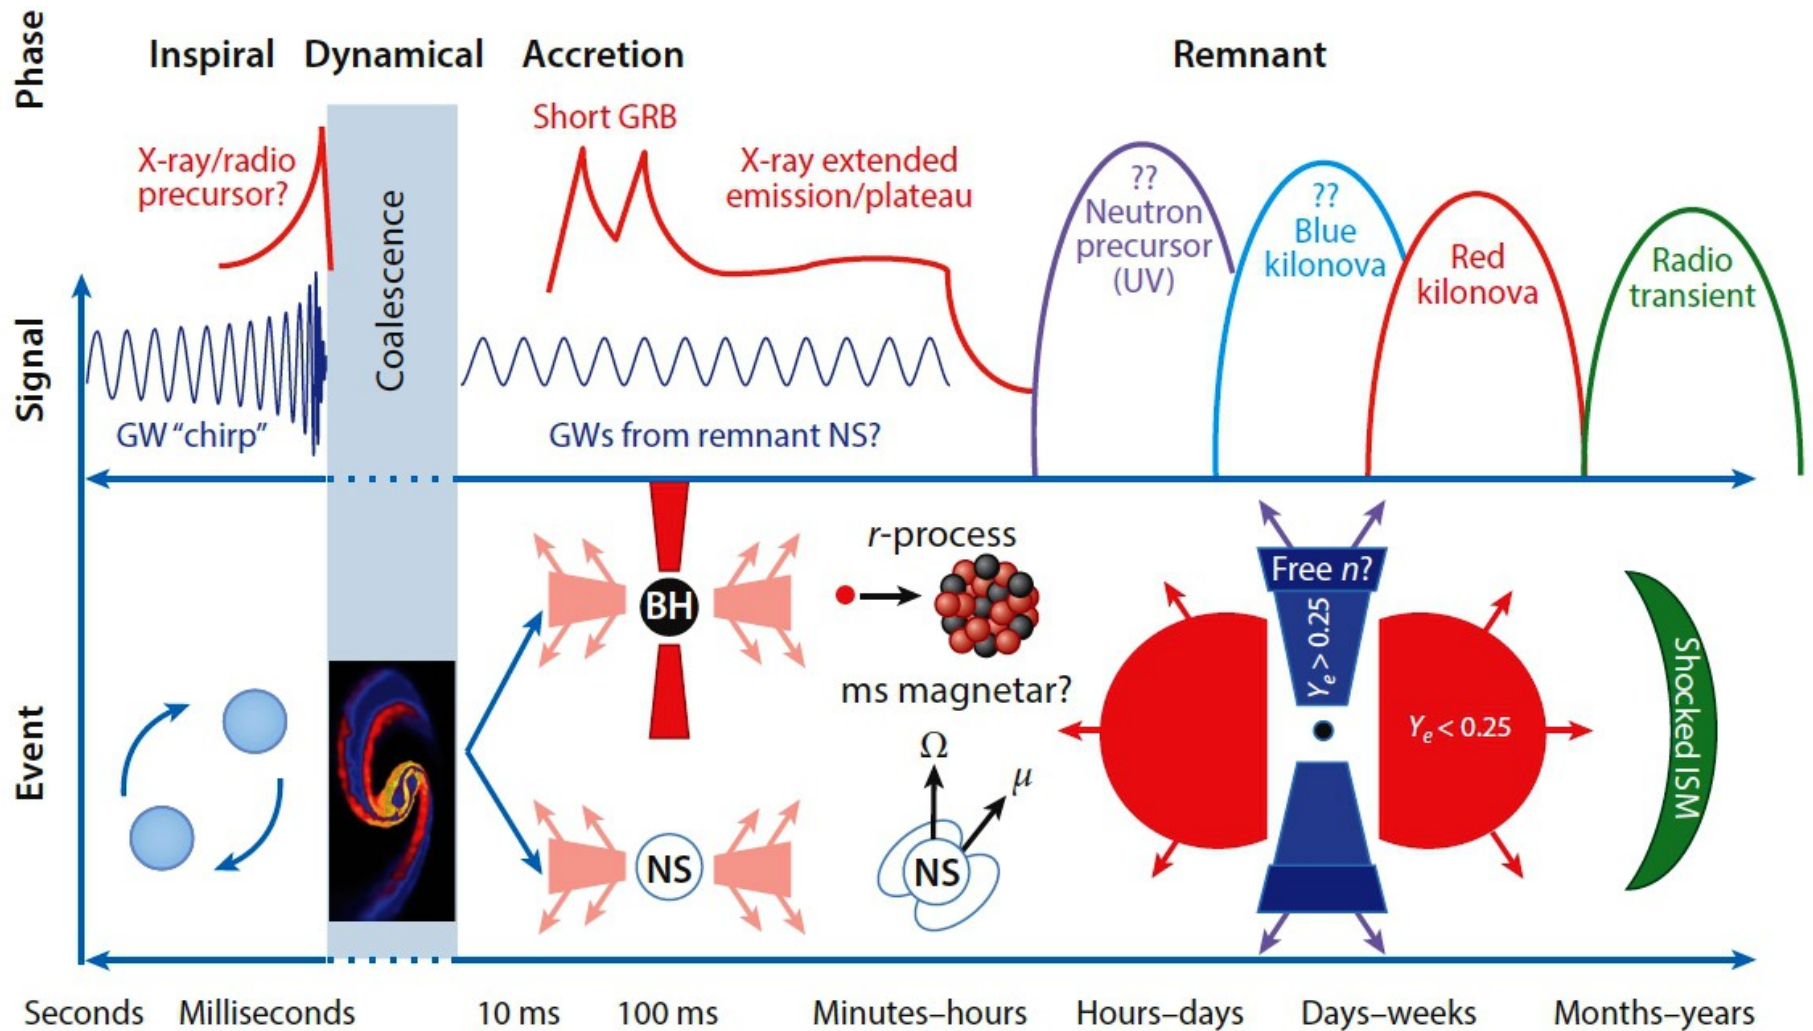 Phase
Inspiral
Dynamical
Accretion
Remnant
Signal
X-ray/radio
precursor?
GW “chirp”
Coalescence
Short GRB
X-ray extended
emission/plateau
GWs from remnant NS?
??
Neutron
precursor
(UV)
??
Blue
kilonova
Red
kilonova
Radio
transient
Event
BH
NS
r-process
ms magnetar?
Ω
μ
NS
Free n?
Yₑ > 0.25
Yₑ < 0.25
Shocked ISM
Seconds
Milliseconds
10 ms
100 ms
Minutes–hours
Hours–days
Days–weeks
Months–years